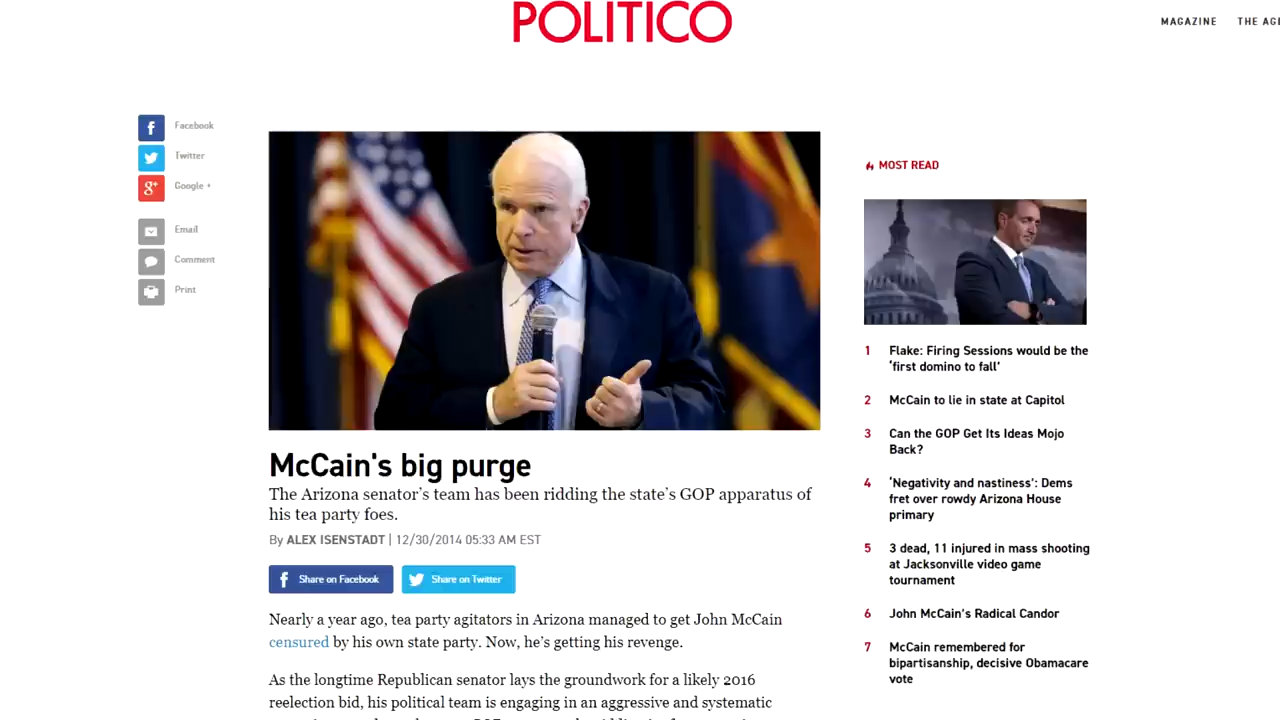 POLITICO
MAGAZINE
THE
Facebook
Twitter
Google +
Email
Comment
Print
McCain's big purge
The Arizona senator's team has been ridding the state's GOP apparatus of
his tea party foes.
By ALEX ISENSTADT | 12/30/2014 05:33 AM EST
Share on Facebook
Share on Twitter
Nearly a year ago, tea party agitators in Arizona managed to get John McCain
censured by his own state party. Now, he's getting his revenge.
As the longtime Republican senator lays the groundwork for a likely 2016
reelection bid, his political team is engaging in an aggressive and systematic
MOST READ
1 Flake: Firing Sessions would be the
'first domino to fall'
2 McCain to lie in state at Capitol
3 Can the GOP Get Its Ideas Mojo
Back?
4 'Negativity and nastiness': Dems
fret over rowdy Arizona House
primary
5 3 dead, 11 injured in mass shooting
at Jacksonville video game
tournament
6 John McCain's Radical Candor
7 McCain remembered for
bipartisanship, decisive Obamacare
vote